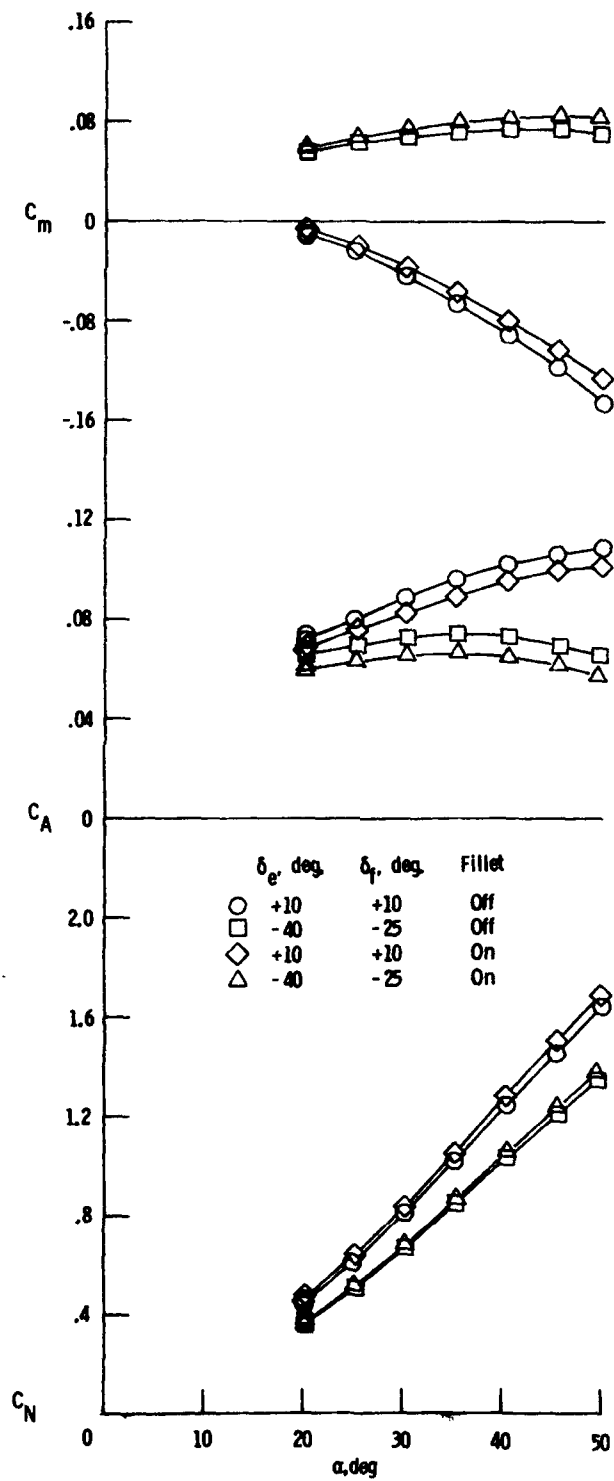 .16
.08
C_m 0
-.08
-.16
.12
.08
.04
C_A 0
δ_e, deg. δ_f, deg. Fillet
○ +10 +10 Off
□ -40 -25 Off
◇ +10 +10 On
△ -40 -25 On
2.0
1.6
1.2
.8
.4
C_N
0 10 20 30 40 50
α, deg